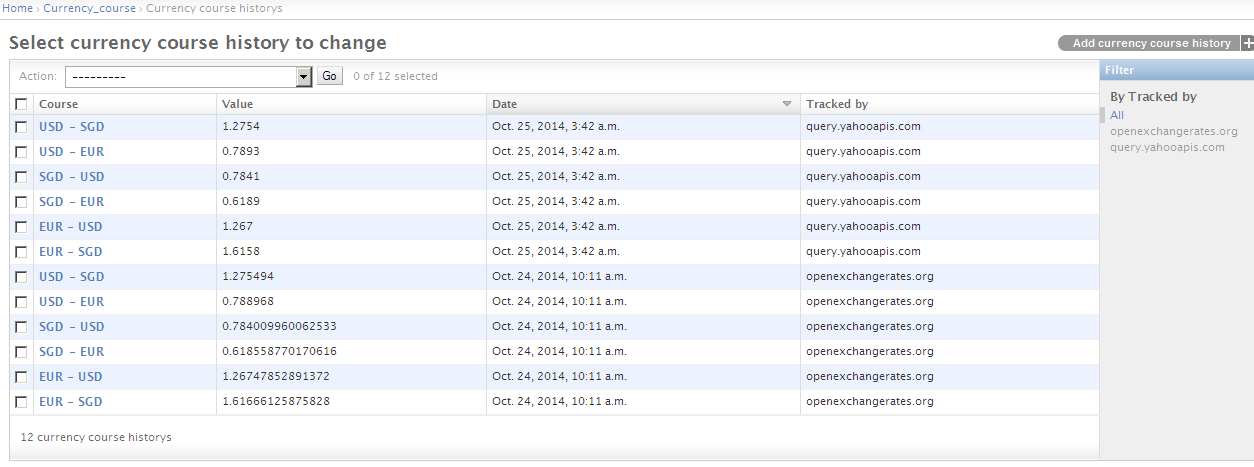 Home › Currency_course › Currency course historys
Select currency course history to change
Add currency course history +
Action: --------- Go 0 of 12 selected
Filter
Course Value Date Tracked by
By Tracked by
All
openexchangerates.org
query.yahooapis.com
USD - SGD 1.2754 Oct. 25, 2014, 3:42 a.m. query.yahooapis.com
USD - EUR 0.7893 Oct. 25, 2014, 3:42 a.m. query.yahooapis.com
SGD - USD 0.7841 Oct. 25, 2014, 3:42 a.m. query.yahooapis.com
SGD - EUR 0.6189 Oct. 25, 2014, 3:42 a.m. query.yahooapis.com
EUR - USD 1.267 Oct. 25, 2014, 3:42 a.m. query.yahooapis.com
EUR - SGD 1.6158 Oct. 25, 2014, 3:42 a.m. query.yahooapis.com
USD - SGD 1.275494 Oct. 24, 2014, 10:11 a.m. openexchangerates.org
USD - EUR 0.788968 Oct. 24, 2014, 10:11 a.m. openexchangerates.org
SGD - USD 0.784009960062533 Oct. 24, 2014, 10:11 a.m. openexchangerates.org
SGD - EUR 0.618558770170616 Oct. 24, 2014, 10:11 a.m. openexchangerates.org
EUR - USD 1.26747852891372 Oct. 24, 2014, 10:11 a.m. openexchangerates.org
EUR - SGD 1.61666125875828 Oct. 24, 2014, 10:11 a.m. openexchangerates.org
12 currency course historys